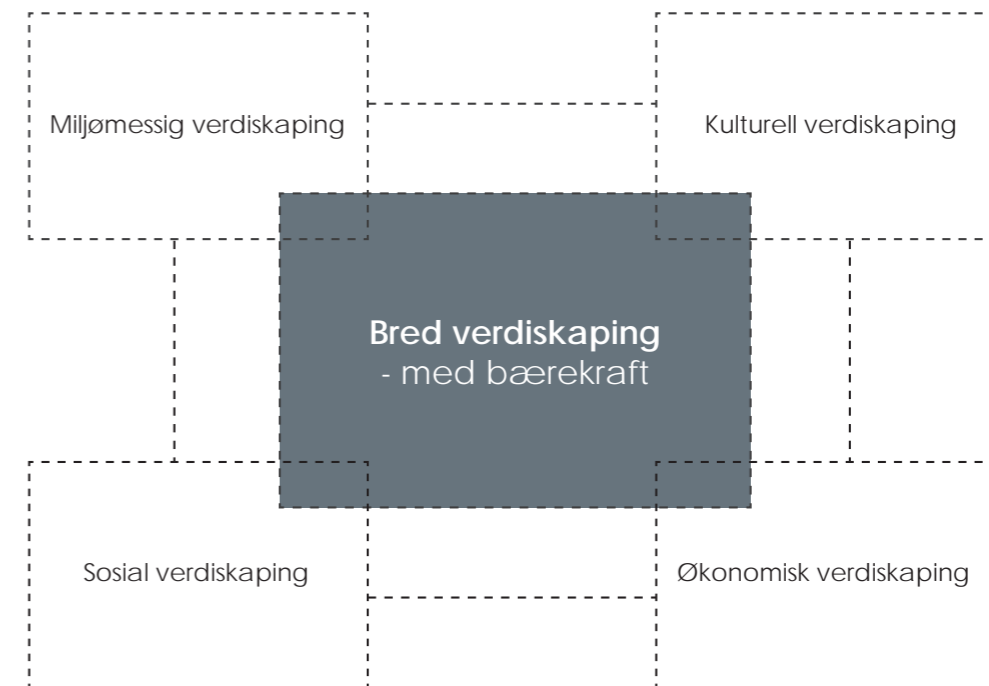 Miljømessig verdiskaping
Kulturell verdiskaping
Bred verdiskaping
- med bærekraft
Sosial verdiskaping
Økonomisk verdiskaping